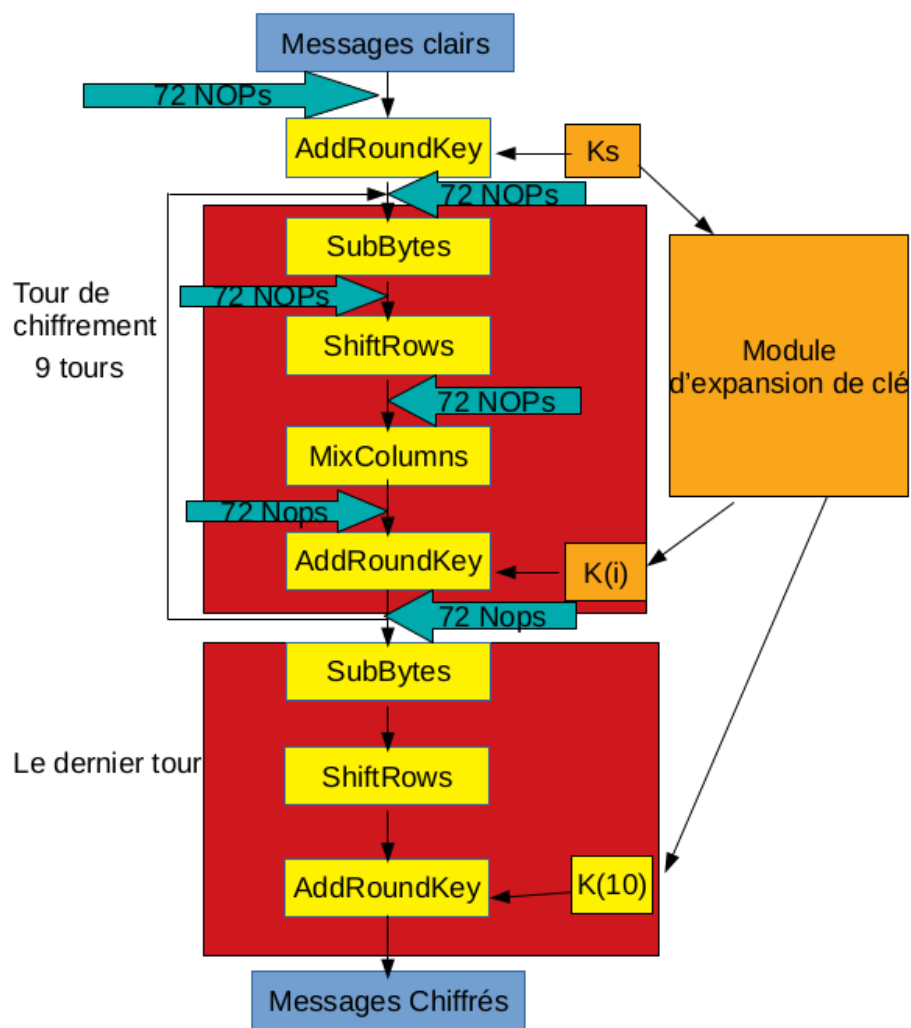 Messages clairs
72 NOPs
AddRoundKey
Ks
72 NOPs
SubBytes
72 NOPs
Tour de
chiffrement
9 tours
ShiftRows
Module
d'expansion de clé
72 NOPs
MixColumns
72 Nops
AddRoundKey
K(i)
72 Nops
SubBytes
Le dernier tour
ShiftRows
AddRoundKey
K(10)
Messages Chiffrés